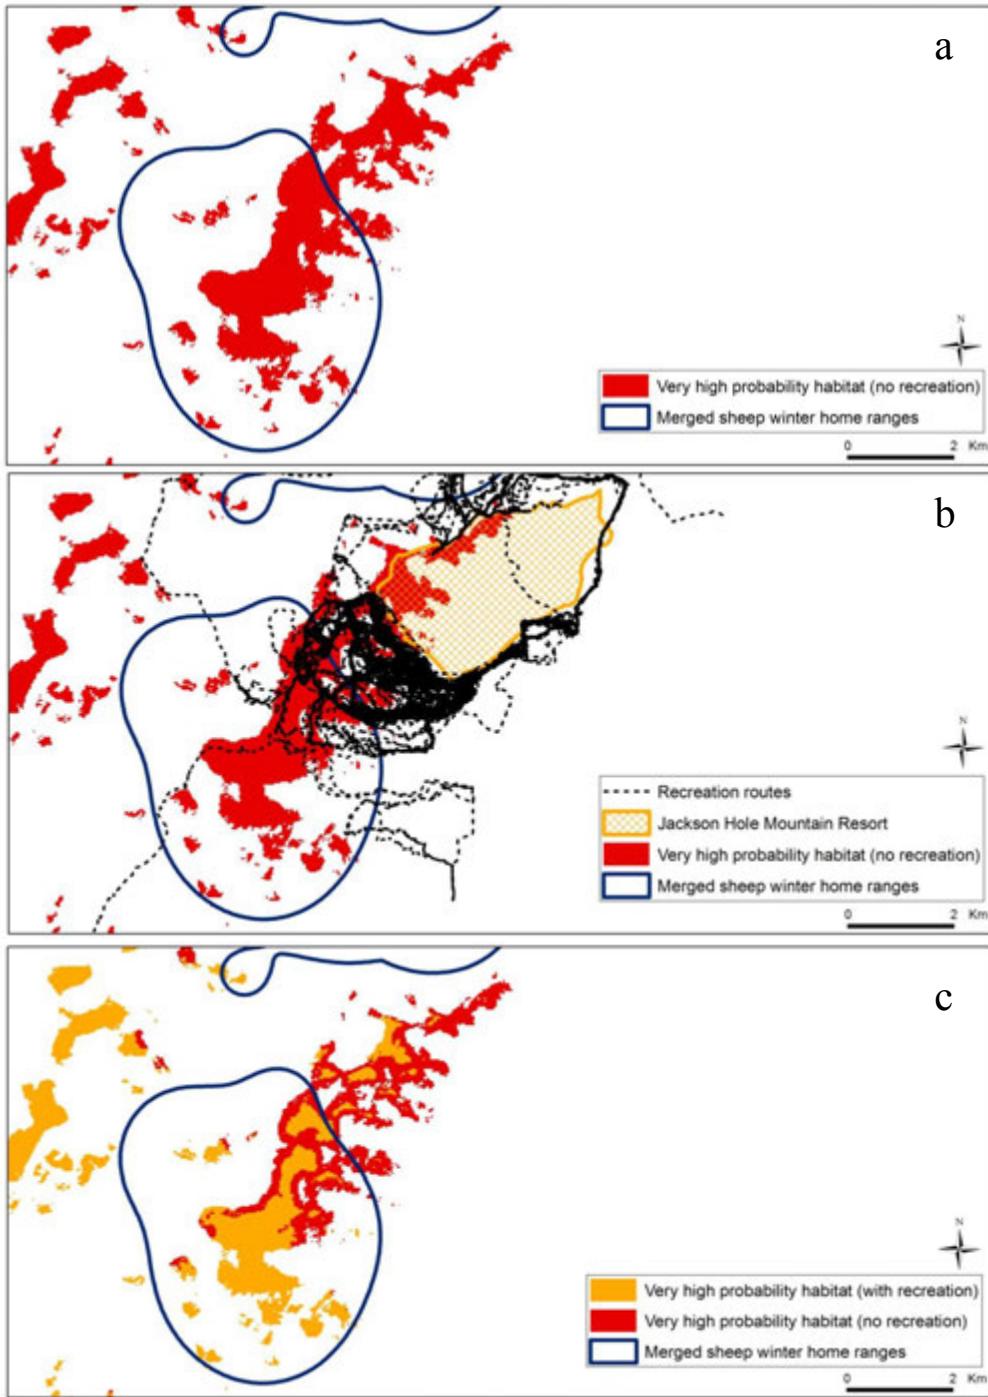 a
N
Very high probability habitat (no recreation)
Merged sheep winter home ranges
0 2 Km
b
N
Recreation routes
Jackson Hole Mountain Resort
Very high probability habitat (no recreation)
Merged sheep winter home ranges
0 2 Km
c
N
Very high probability habitat (with recreation)
Very high probability habitat (no recreation)
Merged sheep winter home ranges
0 2 Km